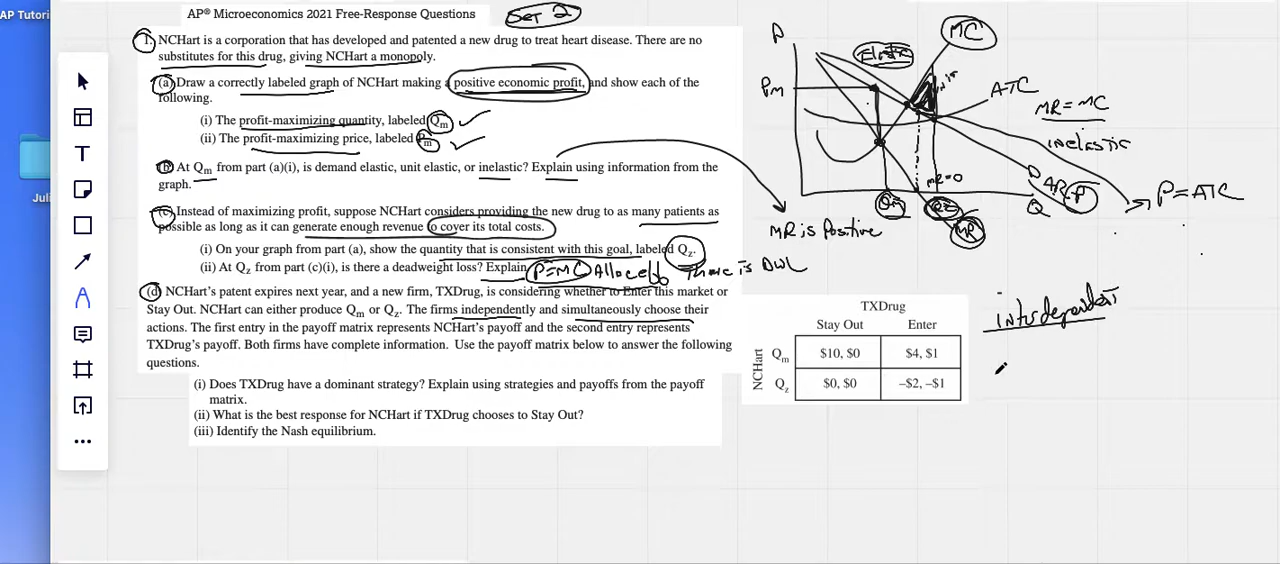 AP Tutori
Juli
AP® Microeconomics 2021 Free-Response Questions
Set 2
1. NCHart is a corporation that has developed and patented a new drug to treat heart disease. There are no
substitutes for this drug, giving NCHart a monopoly.
(a) Draw a correctly labeled graph of NCHart making a positive economic profit, and show each of the
following.
(i) The profit-maximizing quantity, labeled Qm
(ii) The profit-maximizing price, labeled Pm
(b) At Qm from part (a)(i), is demand elastic, unit elastic, or inelastic? Explain using information from the
graph.
(c) Instead of maximizing profit, suppose NCHart considers providing the new drug to as many patients as
possible as long as it can generate enough revenue to cover its total costs.
(i) On your graph from part (a), show the quantity that is consistent with this goal, labeled Qz.
(ii) At Qz from part (c)(i), is there a deadweight loss? Explain
P=MC Alloceff There is DWL
(d) NCHart's patent expires next year, and a new firm, TXDrug, is considering whether to Enter this market or
Stay Out. NCHart can either produce Qm or Qz. The firms independently and simultaneously choose their
actions. The first entry in the payoff matrix represents NCHart's payoff and the second entry represents
TXDrug's payoff. Both firms have complete information. Use the payoff matrix below to answer the following
questions.
(i) Does TXDrug have a dominant strategy? Explain using strategies and payoffs from the payoff
matrix.
(ii) What is the best response for NCHart if TXDrug chooses to Stay Out?
(iii) Identify the Nash equilibrium.
P
MC
Elastic
Pm
ATC
MR=MC
inelastic
MR=0
D AR=P
P=ATC
Qm
Qz
Q
MR
MR is Positive
TXDrug
Stay Out Enter
NCHart
Qm $10, $0 $4, $1
Qz $0, $0 –$2, –$1
interdependent